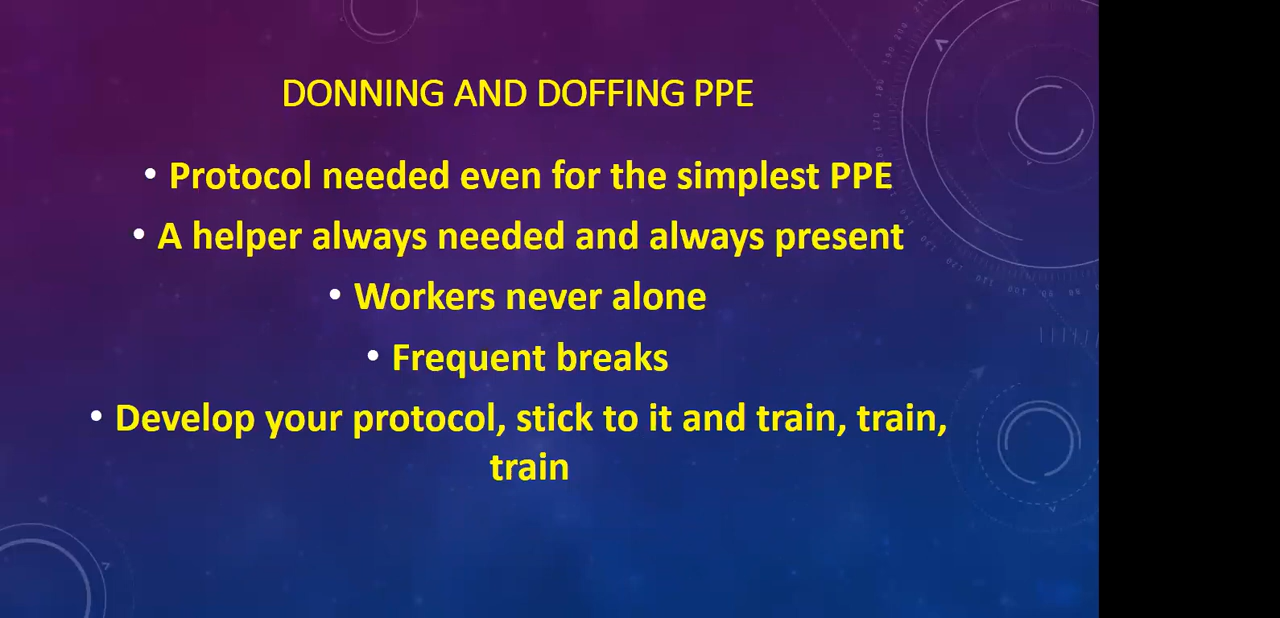 DONNING AND DOFFING PPE
• Protocol needed even for the simplest PPE
• A helper always needed and always present
• Workers never alone
• Frequent breaks
• Develop your protocol, stick to it and train, train,
train